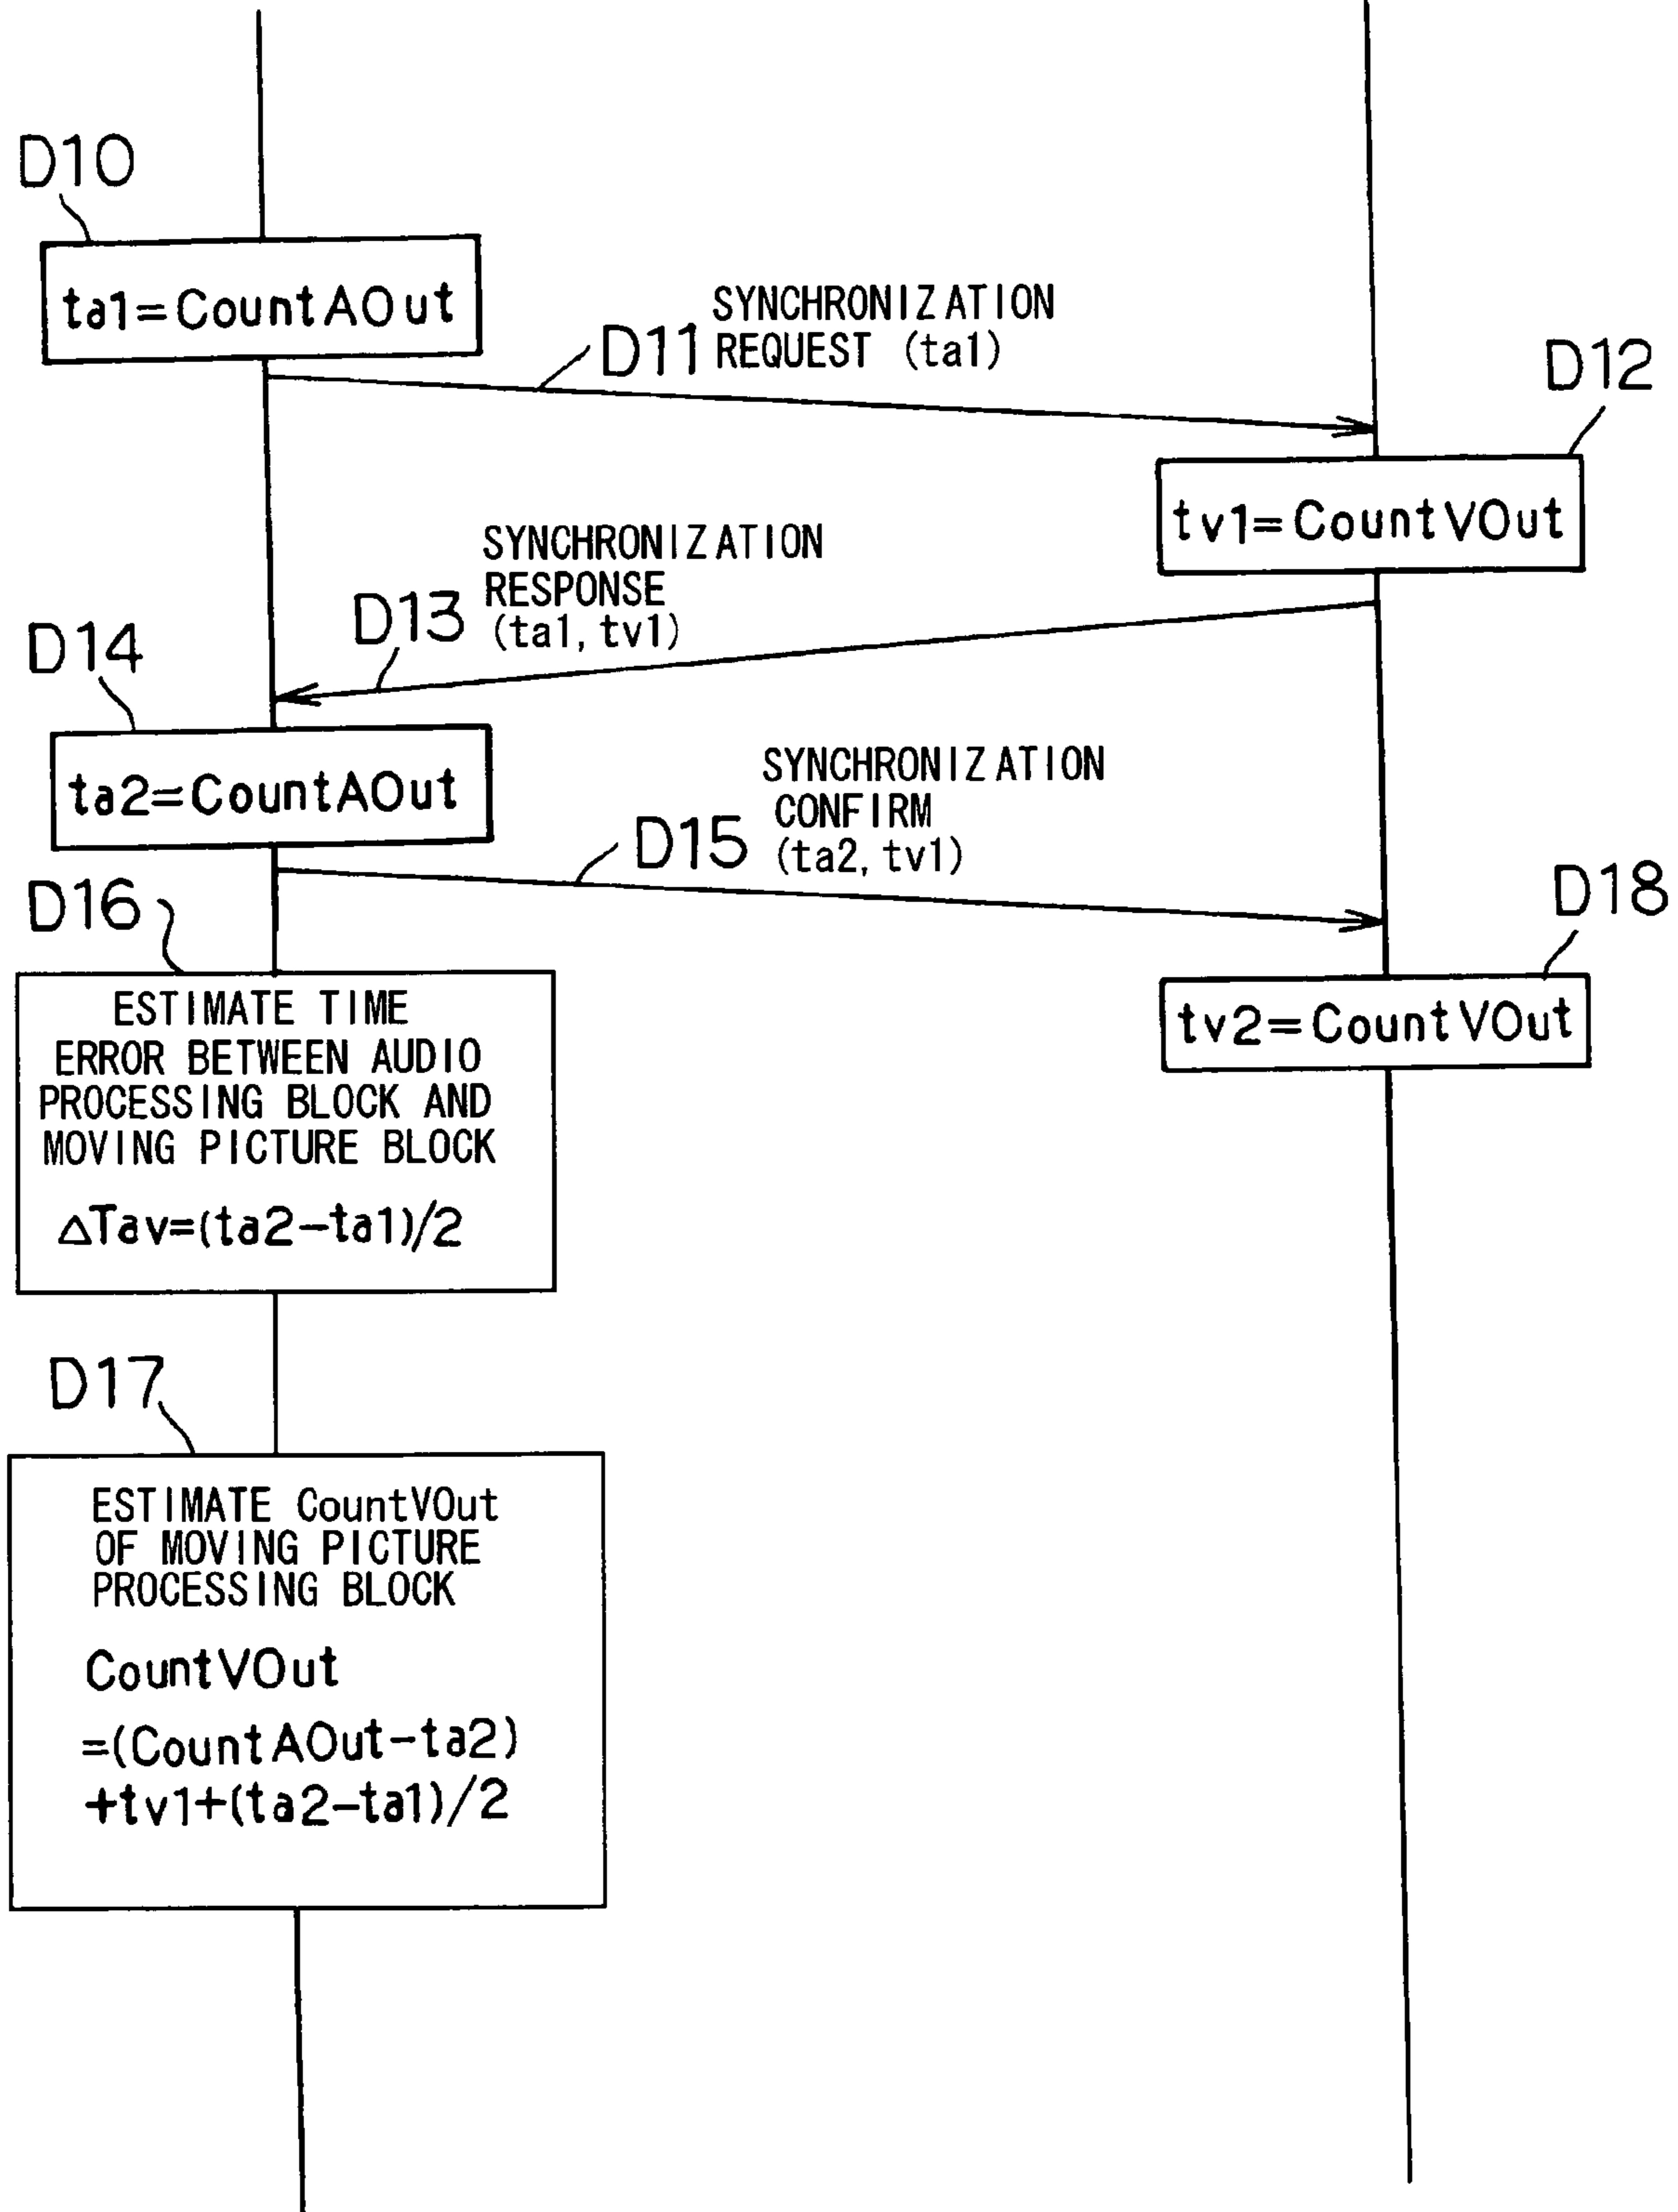 D10
ta1=CountAOut
D11
SYNCHRONIZATION
REQUEST (ta1)
D12
tv1=CountVOut
D13
SYNCHRONIZATION
RESPONSE
(ta1, tv1)
D14
ta2=CountAOut
D15
SYNCHRONIZATION
CONFIRM
(ta2, tv1)
D16
ESTIMATE TIME
ERROR BETWEEN AUDIO
PROCESSING BLOCK AND
MOVING PICTURE BLOCK
△Tav=(ta2-ta1)/2
D18
tv2=CountVOut
D17
ESTIMATE CountVOut
OF MOVING PICTURE
PROCESSING BLOCK
CountVOut
=(CountAOut-ta2)
+tv1+(ta2-ta1)/2